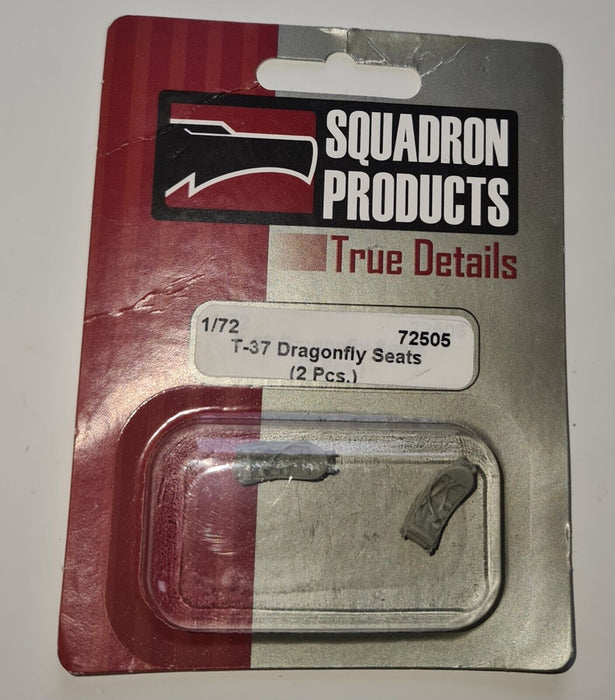 SQUADRON
PRODUCTS
True Details
1/72 72505
T-37 Dragonfly Seats
(2 Pcs.)